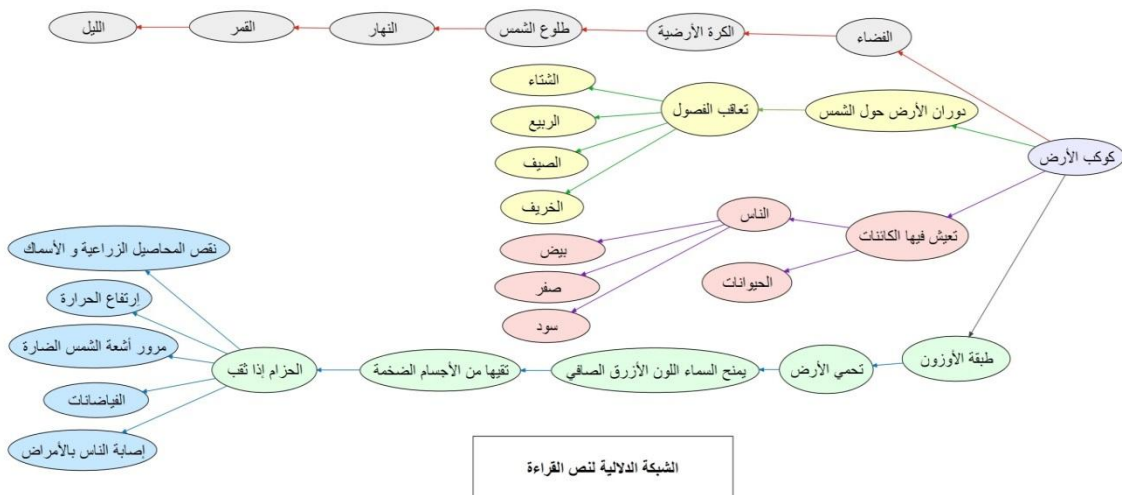 كوكب الأرض
الفضاء
الكرة الأرضية
طلوع الشمس
النهار
القمر
الليل
دوران الأرض حول الشمس
تعاقب الفصول
الشتاء
الربيع
الصيف
الخريف
تعيش فيها الكائنات
الناس
بيض
صفر
سود
الحيوانات
طبقة الأوزون
تحمي الأرض
يمنح السماء اللون الأزرق الصافي
تقيها من الأجسام الضخمة
الحزام إذا ثقب
نقص المحاصيل الزراعية و الأسماك
إرتفاع الحرارة
مرور أشعة الشمس الضارة
الفياضانات
إصابة الناس بالأمراض
الشبكة الدلالية لنص القراءة